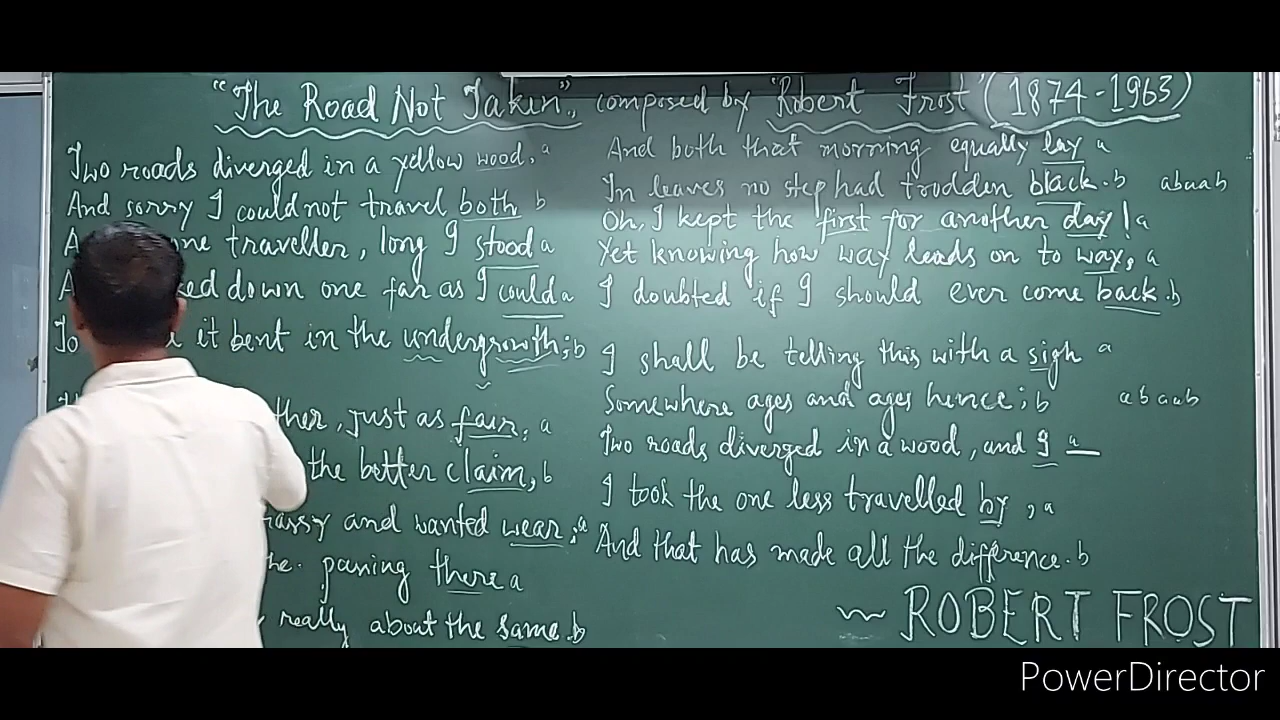 "The Road Not Taken", composed by "Robert Frost" (1874-1963)
Two roads diverged in a yellow wood, a
And sorry I could not travel both b
A ne traveller, long I stood a
A ked down one far as I could a
To it bent in the undergrowth; b
ther, just as fair, a
the better claim, b
rassy and wanted wear; a
the passing there a
really about the same. b
And both that morning equally lay a
In leaves no step had trodden black. b abaab
Oh, I kept the first for another day! a
Yet knowing how way leads on to way, a
I doubted if I should ever come back. b
I shall be telling this with a sigh a
Somewhere ages and ages hence; b abaab
Two roads diverged in a wood, and I a —
I took the one less travelled by, a
And that has made all the difference. b
~ ROBERT FROST
PowerDirector